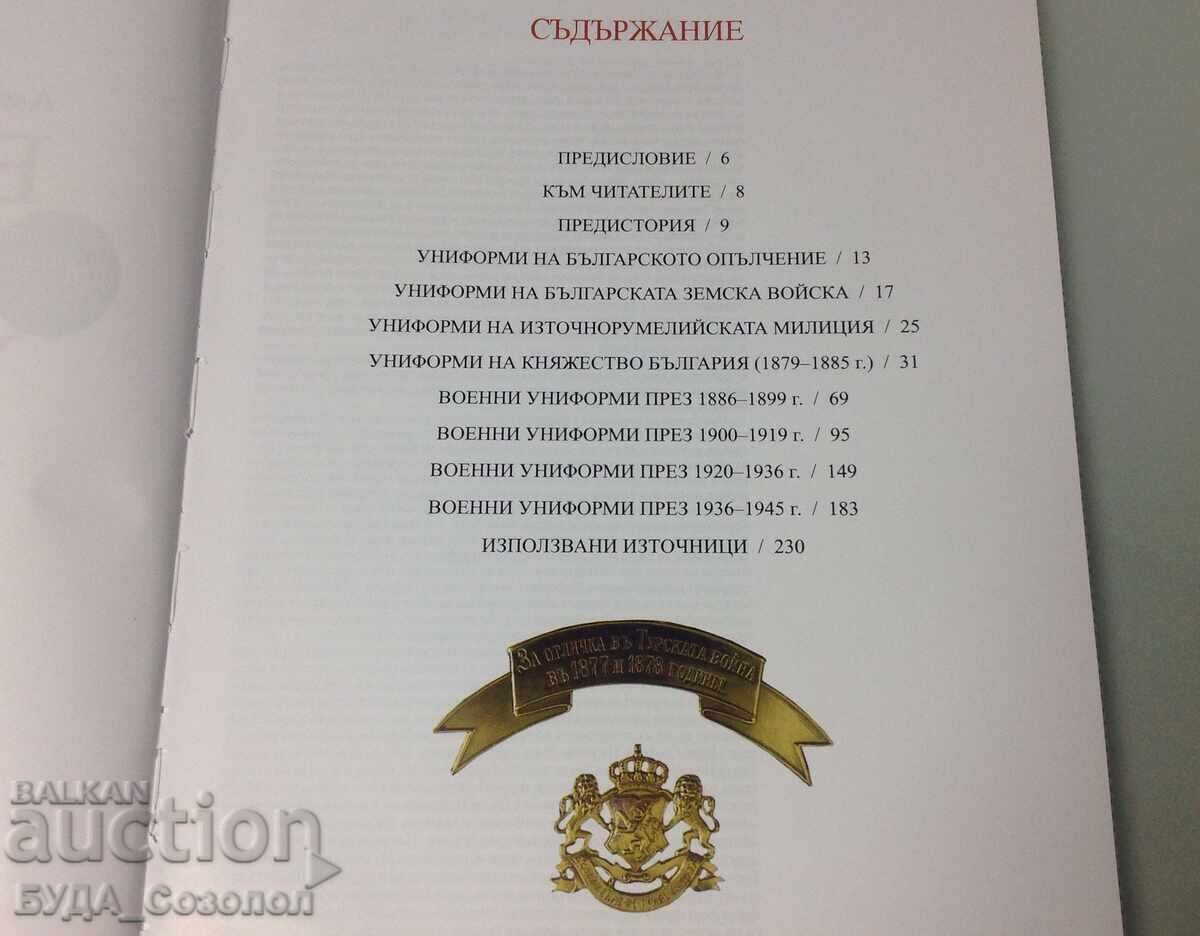 СЪДЪРЖАНИЕ
ПРЕДИСЛОВИЕ / 6
КЪМ ЧИТАТЕЛИТЕ / 8
ПРЕДИСТОРИЯ / 9
УНИФОРМИ НА БЪЛГАРСКОТО ОПЪЛЧЕНИЕ / 13
УНИФОРМИ НА БЪЛГАРСКАТА ЗЕМСКА ВОЙСКА / 17
УНИФОРМИ НА ИЗТОЧНОРУМЕЛИЙСКАТА МИЛИЦИЯ / 25
УНИФОРМИ НА КНЯЖЕСТВО БЪЛГАРИЯ (1879–1885 г.) / 31
ВОЕННИ УНИФОРМИ ПРЕЗ 1886–1899 г. / 69
ВОЕННИ УНИФОРМИ ПРЕЗ 1900–1919 г. / 95
ВОЕННИ УНИФОРМИ ПРЕЗ 1920–1936 г. / 149
ВОЕННИ УНИФОРМИ ПРЕЗ 1936–1945 г. / 183
ИЗПОЛЗВАНИ ИЗТОЧНИЦИ / 230
ЗА ОТЛИЧКА ВЪ ТУРСКАТА ВОЙНА
ВЪ 1877 И 1878 ГОДИНЫ
BALKAN
auction
БУДА_Созопол